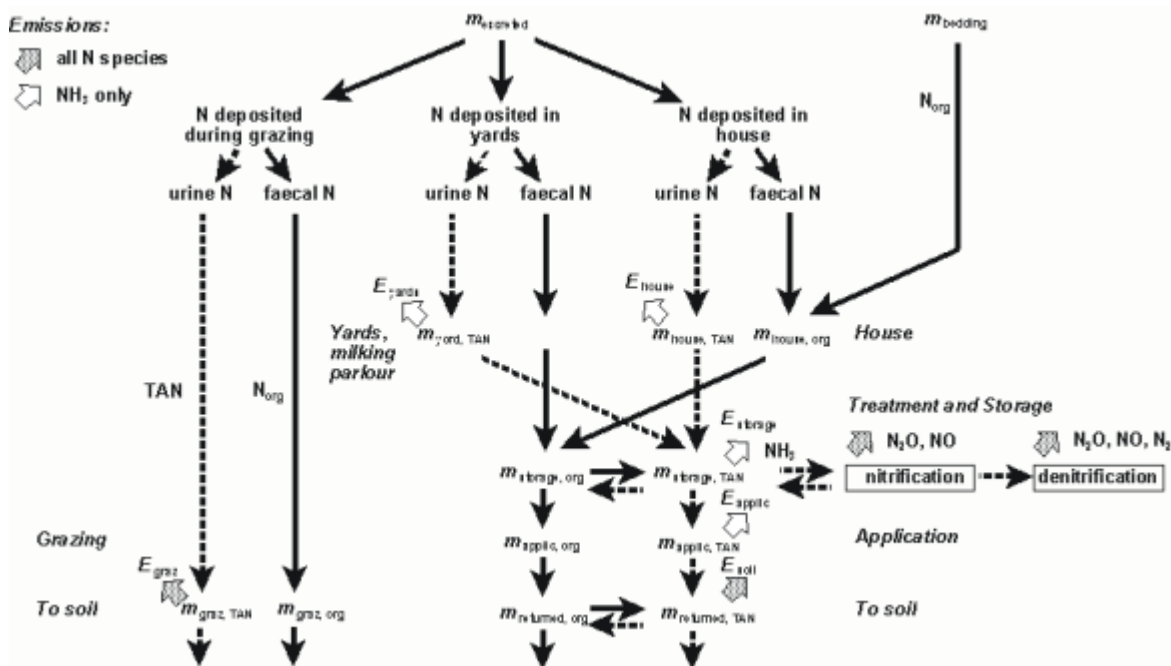 Emissions:
all N species
NH₃ only
m excreted
m bedding
N org
N deposited
during grazing
N deposited in
yards
N deposited in
house
urine N
faecal N
urine N
faecal N
urine N
faecal N
E yards
E house
Yards,
milking
parlour
m yard, TAN
m house, TAN
m house, org
House
TAN
N org
Treatment and Storage
E storage
NH₃
N₂O, NO
N₂O, NO, N₂
m storage, org
m storage, TAN
nitrification
denitrification
E applic
Grazing
m applic, org
m applic, TAN
Application
E graz
E soil
To soil
m graz, TAN
m graz, org
m returned, org
m returned, TAN
To soil